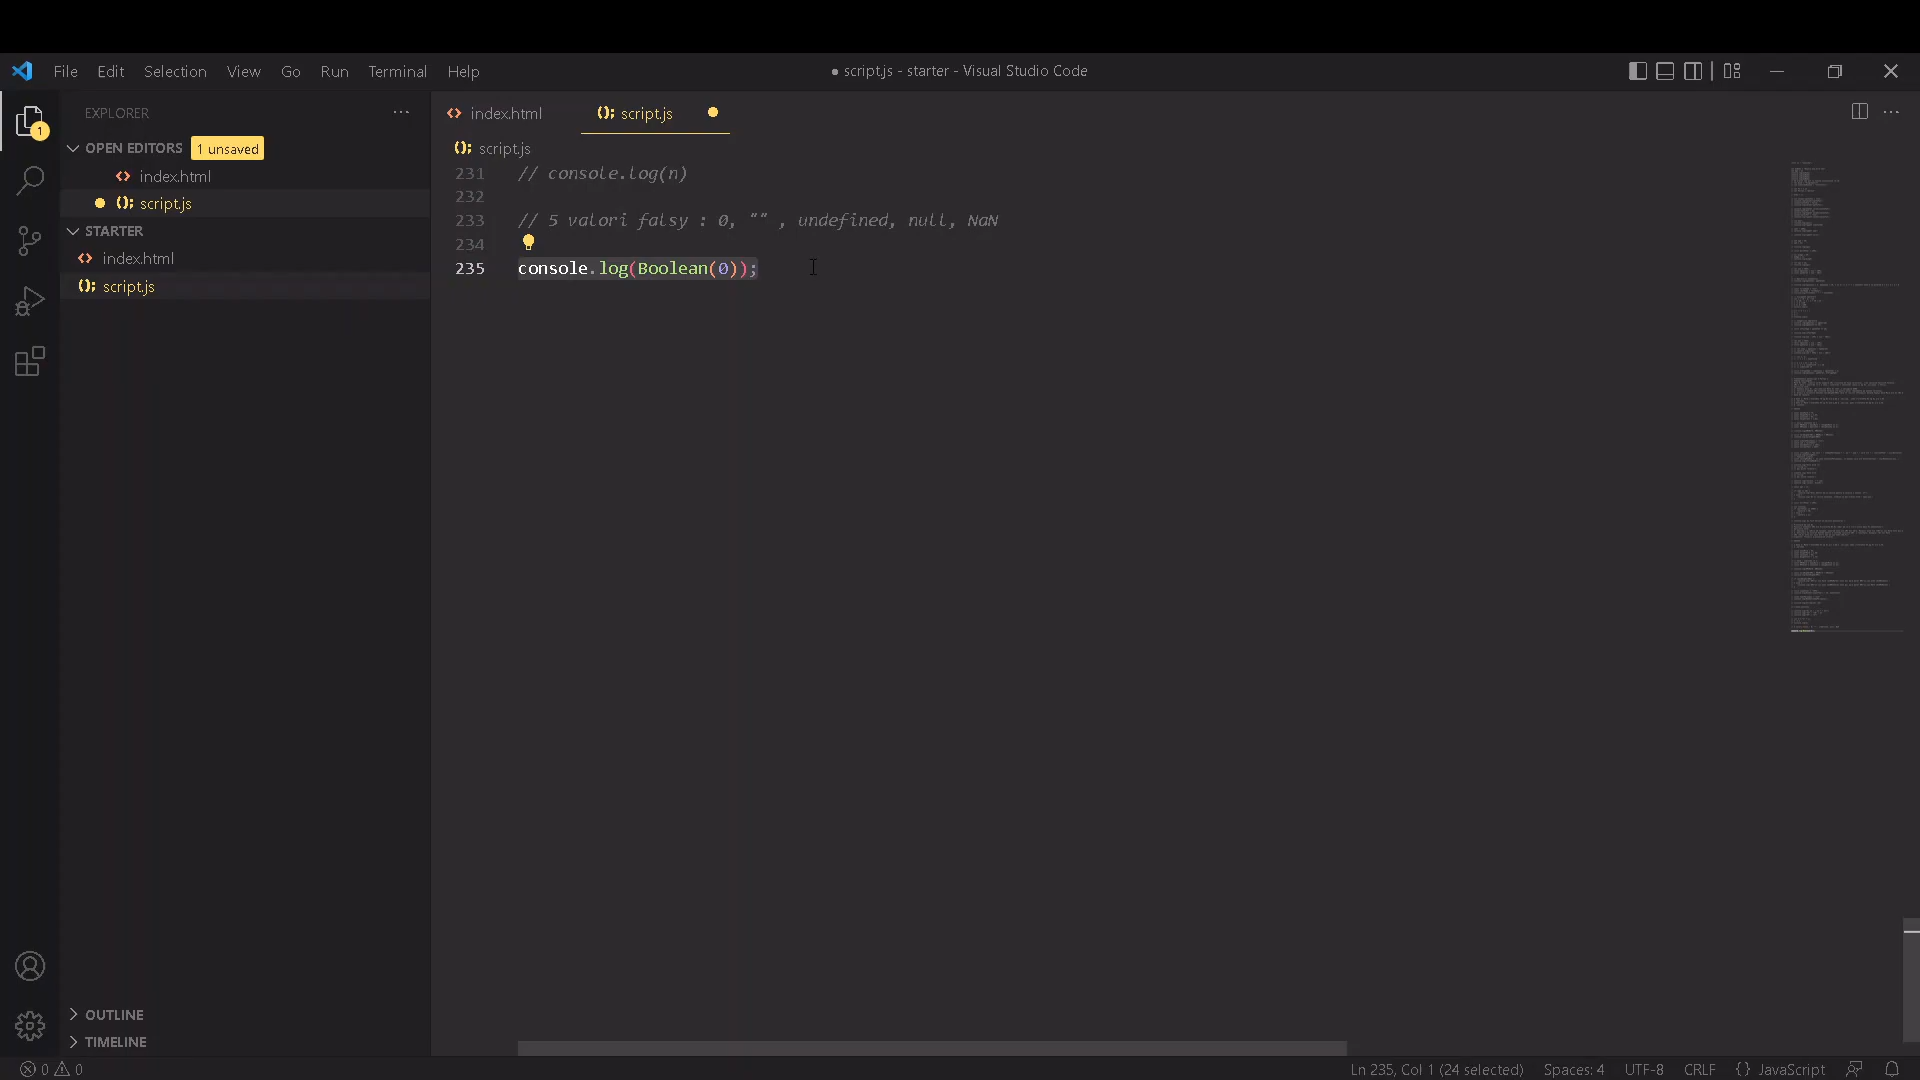 File Edit Selection View Go Run Terminal Help
● script.js - starter - Visual Studio Code
EXPLORER
OPEN EDITORS 1 unsaved
index.html
script.js
STARTER
index.html
script.js
OUTLINE
TIMELINE
index.html script.js
script.js
231 // console.log(n)
232
233 // 5 valori falsy : 0, "" , undefined, null, NaN
234
235 console.log(Boolean(0));
1
0 0
Ln 235, Col 1 (24 selected) Spaces: 4 UTF-8 CRLF {} JavaScript